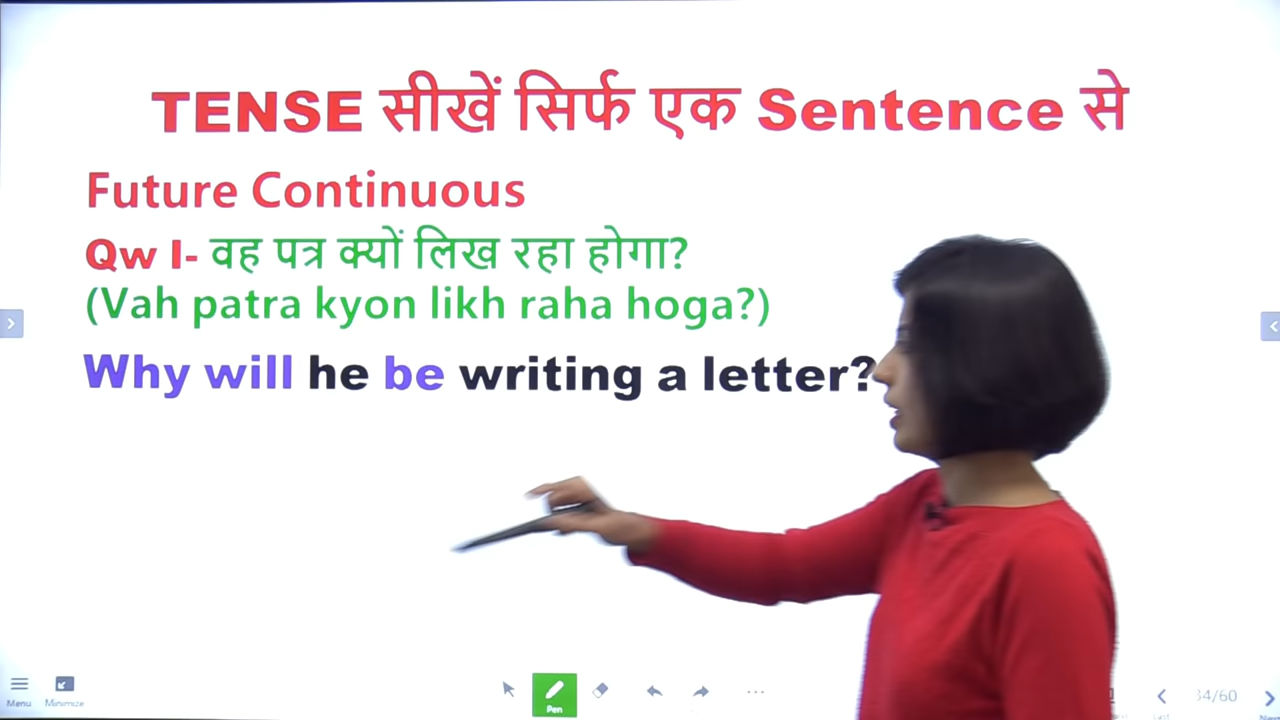 TENSE सीखें सिर्फ एक Sentence से
Future Continuous
Qw I- वह पत्र क्यों लिख रहा होगा?
(Vah patra kyon likh raha hoga?)
Why will he be writing a letter?
Menu
Minimize
Pen
34/60